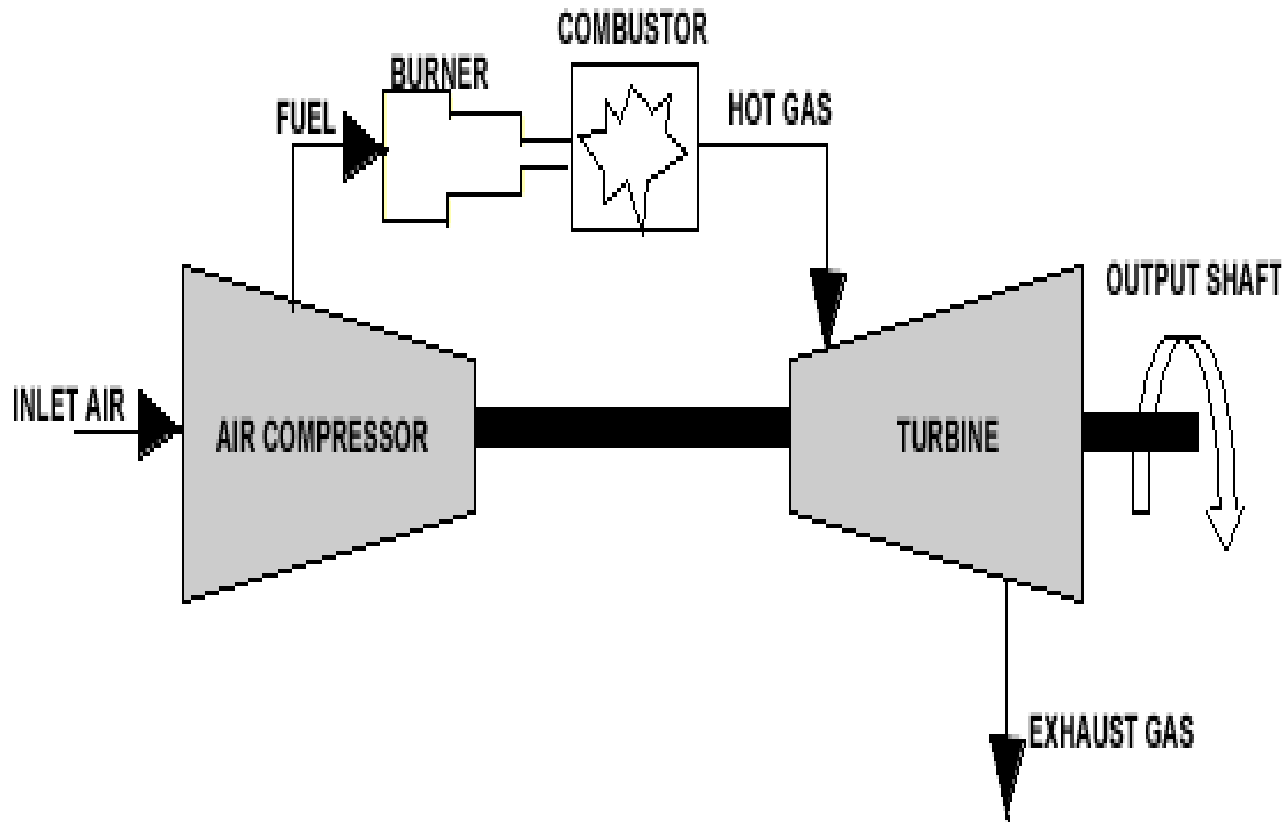 COMBUSTOR
BURNER
FUEL
HOT GAS
OUTPUT SHAFT
INLET AIR
AIR COMPRESSOR
TURBINE
EXHAUST GAS